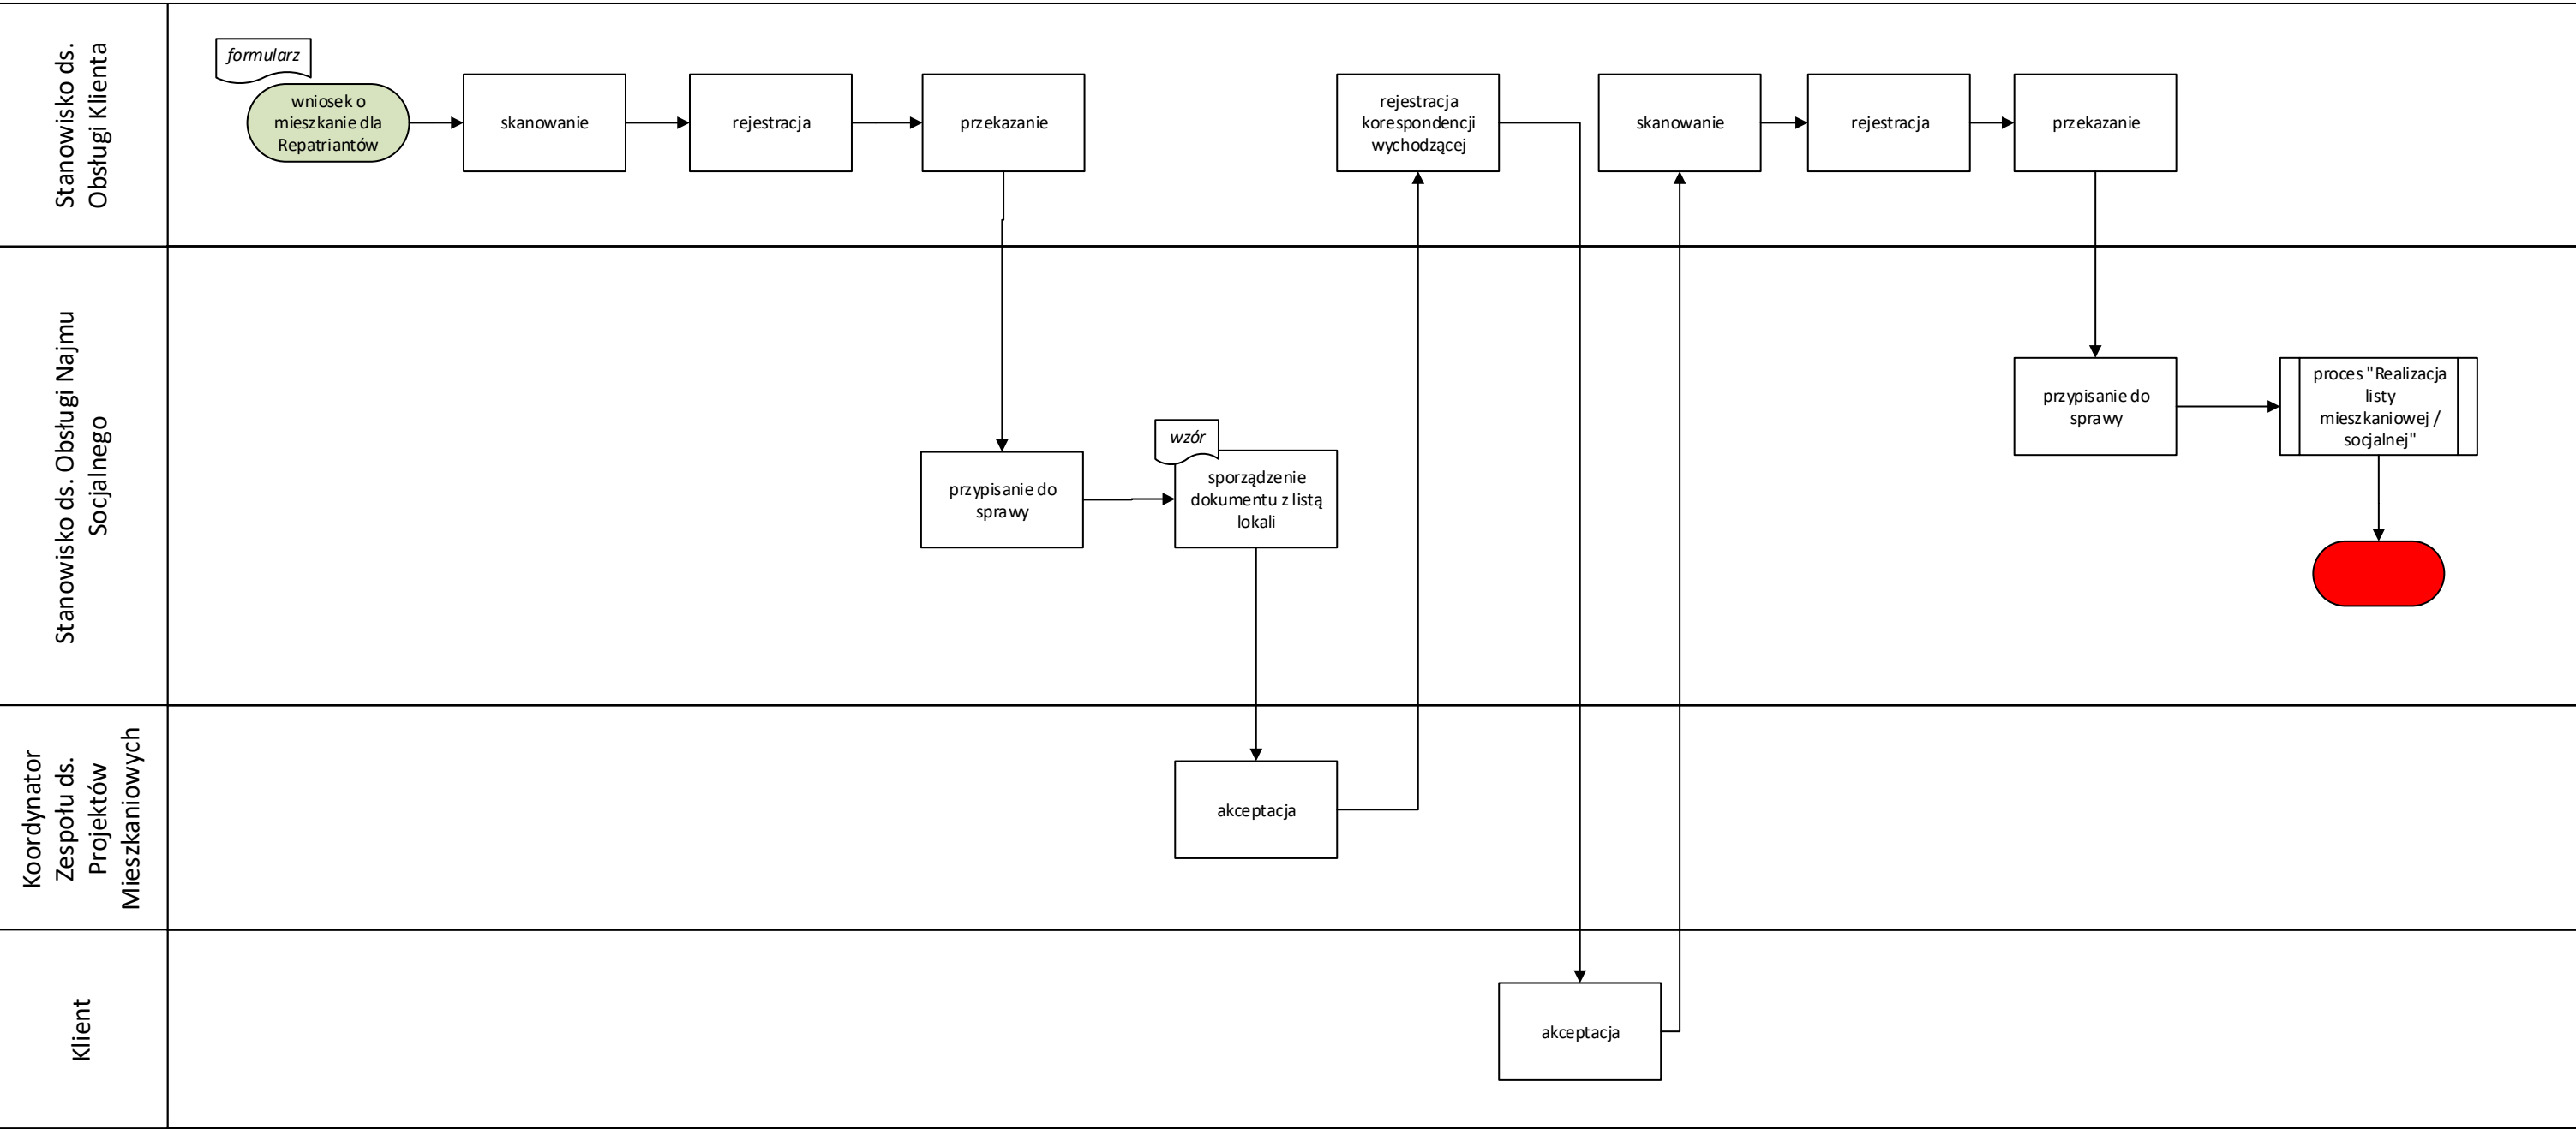 Stanowisko ds.
Obsługi Klienta
formularz
wniosek o
mieszkanie dla
Repatriantów
skanowanie
rejestracja
przekazanie
rejestracja
korespondencji
wychodzącej
skanowanie
rejestracja
przekazanie
Stanowisko ds. Obsługi Najmu
Socjalnego
przypisanie do
sprawy
wzór
sporządzenie
dokumentu z listą
lokali
przypisanie do
sprawy
proces "Realizacja
listy
mieszkaniowej /
socjalnej"
Koordynator
Zespołu ds.
Projektów
Mieszkaniowych
akceptacja
Klient
akceptacja